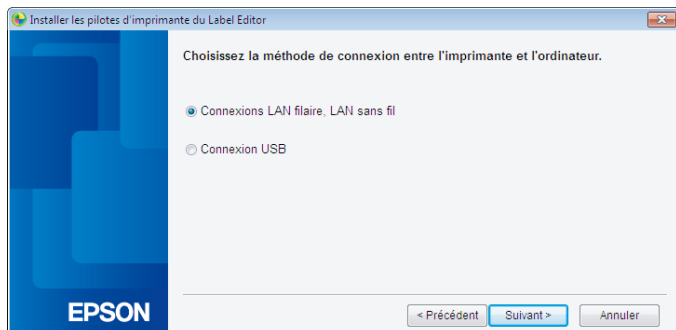 Installer les pilotes d'imprimante du Label Editor
Choisissez la méthode de connexion entre l'imprimante et l'ordinateur.
Connexions LAN filaire, LAN sans fil
Connexion USB
EPSON
< Précédent Suivant > Annuler